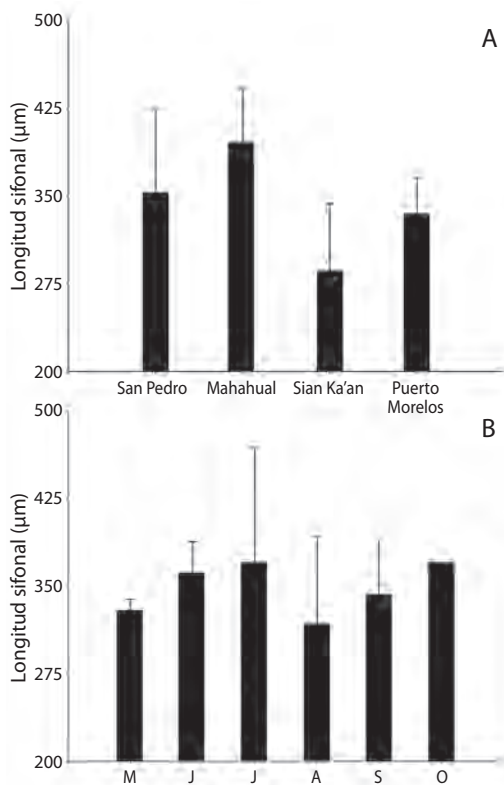 A
500
425
350
275
200
Longitud sifonal (µm)
San Pedro Mahahual Sian Ka'an Puerto Morelos
B
500
425
350
275
200
Longitud sifonal (µm)
M J J A S O